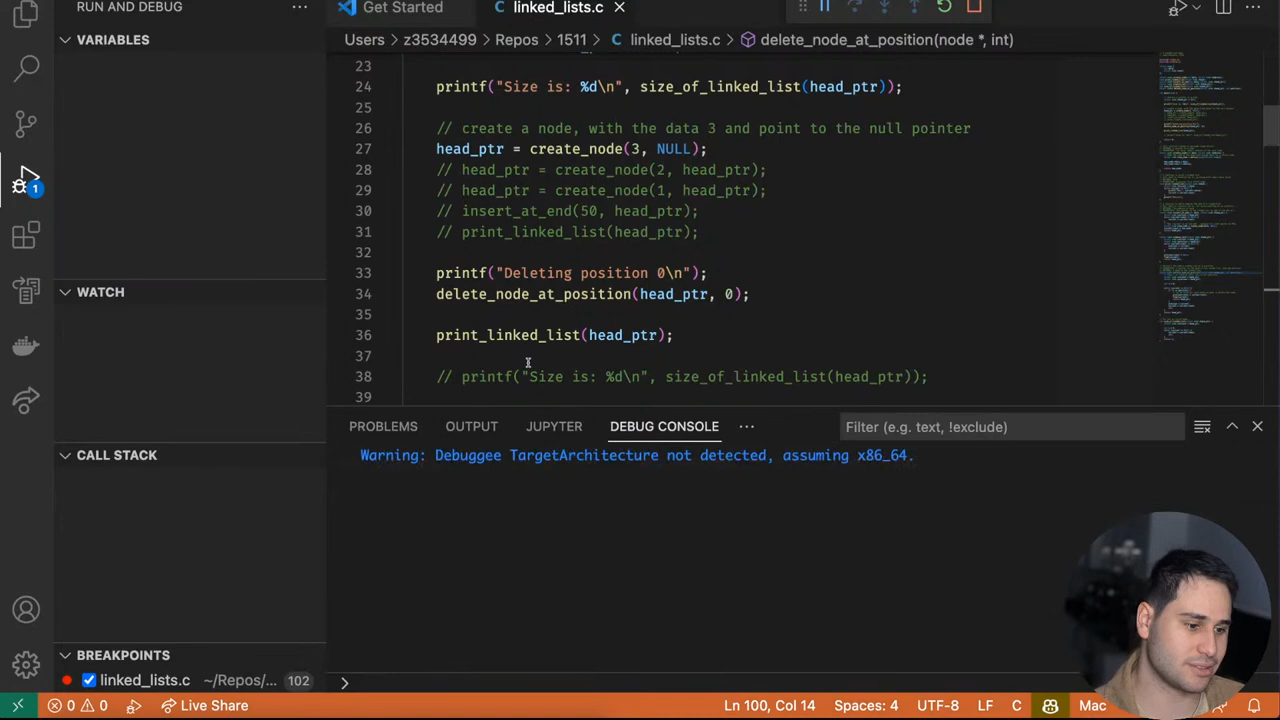 RUN AND DEBUG ···
Get Started
linked_lists.c
Users > z3534499 > Repos > 1511 > linked_lists.c > delete_node_at_position(node *, int)
VARIABLES
23
24 printf("Size is: %d\n", size_of_linked_list(head_ptr));
25
26 // create a node, with the data 3 and point to the null pointer
27 head_ptr = create_node(3, NULL);
28 // head_ptr = create_node(2, head_ptr);
29 // head_ptr = create_node(1, head_ptr);
30 // insert_at_end(50, head_ptr);
31 // print_linked_list(head_ptr);
32
33 printf("Deleting position 0\n");
34 delete_node_at_position(head_ptr, 0);
35
36 print_linked_list(head_ptr);
37
38 // printf("Size is: %d\n", size_of_linked_list(head_ptr));
39
1
WATCH
CALL STACK
PROBLEMS OUTPUT JUPYTER DEBUG CONSOLE ··· Filter (e.g. text, !exclude)
Warning: Debuggee TargetArchitecture not detected, assuming x86_64.
BREAKPOINTS
linked_lists.c ~/Repos/... 102
>
0 0 Live Share Ln 100, Col 14 Spaces: 4 UTF-8 LF C Mac